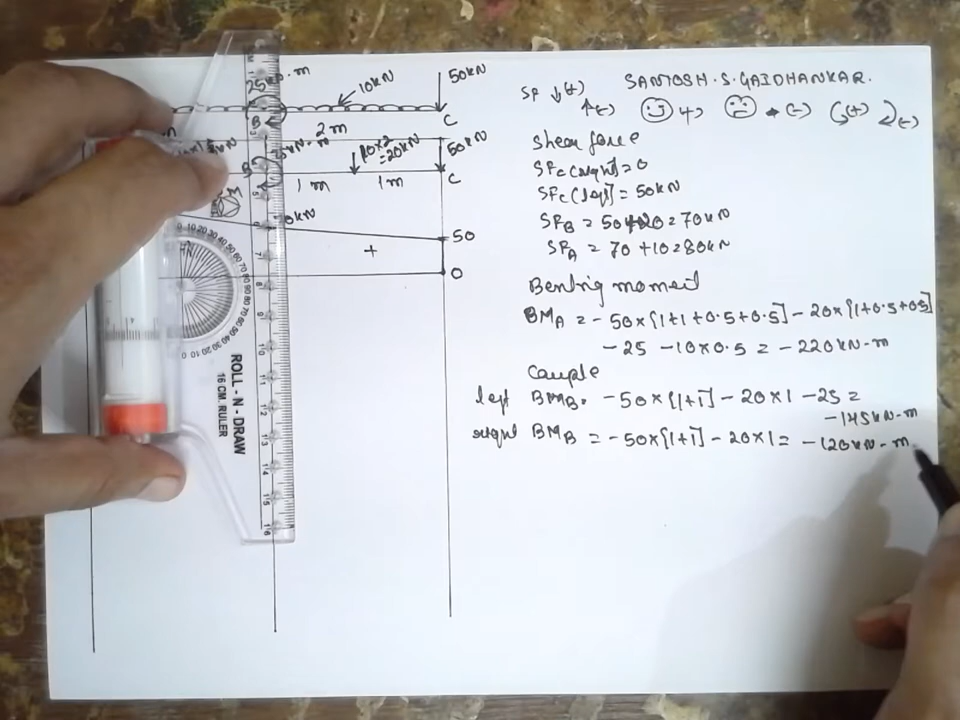 25kN.m
10kN
50kN
B
2m
C
10×2
=20kN
50kN
1m
1m
C
50
+
0
SANTOSH.S.GAIDHANKAR.
SF ↓(+)
↑(-)
+) (-) (+) (-)
Shear force
SFC(right)=0
SFC(left)=50kN
SFB = 50+20=70kN
SFA = 70+10=80kN
Bending moment
BMA = -50×[1+1+0.5+0.5]-20×[1+0.5+0.5]
-25 -10×0.5 = -220kN-m
Couple
left BMB = -50×[1+1] -20×1 -25 =
-145kN-m
right BMB = -50×[1+1] -20×1 = -120kN-m
ROLL-N-DRAW
16 CM. RULER